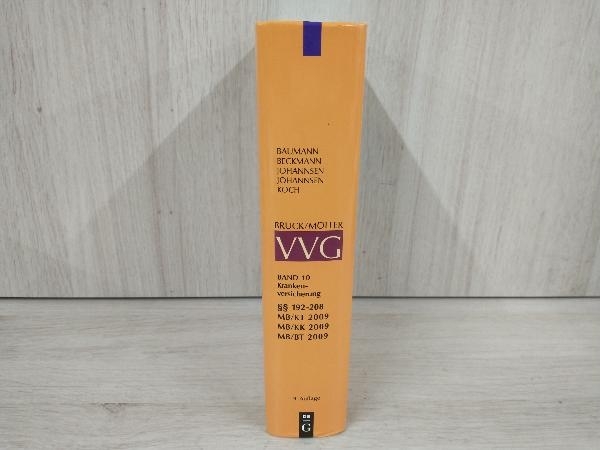 BAUMANN
BECKMANN
JOHANNSEN
JOHANNSEN
KOCH
BRUCK/MÖLLER
VVG
BAND 10
Kranken-
versicherung
§§ 192-208
MB/KT 2009
MB/KK 2009
MB/BT 2009
9. Auflage
DE
G